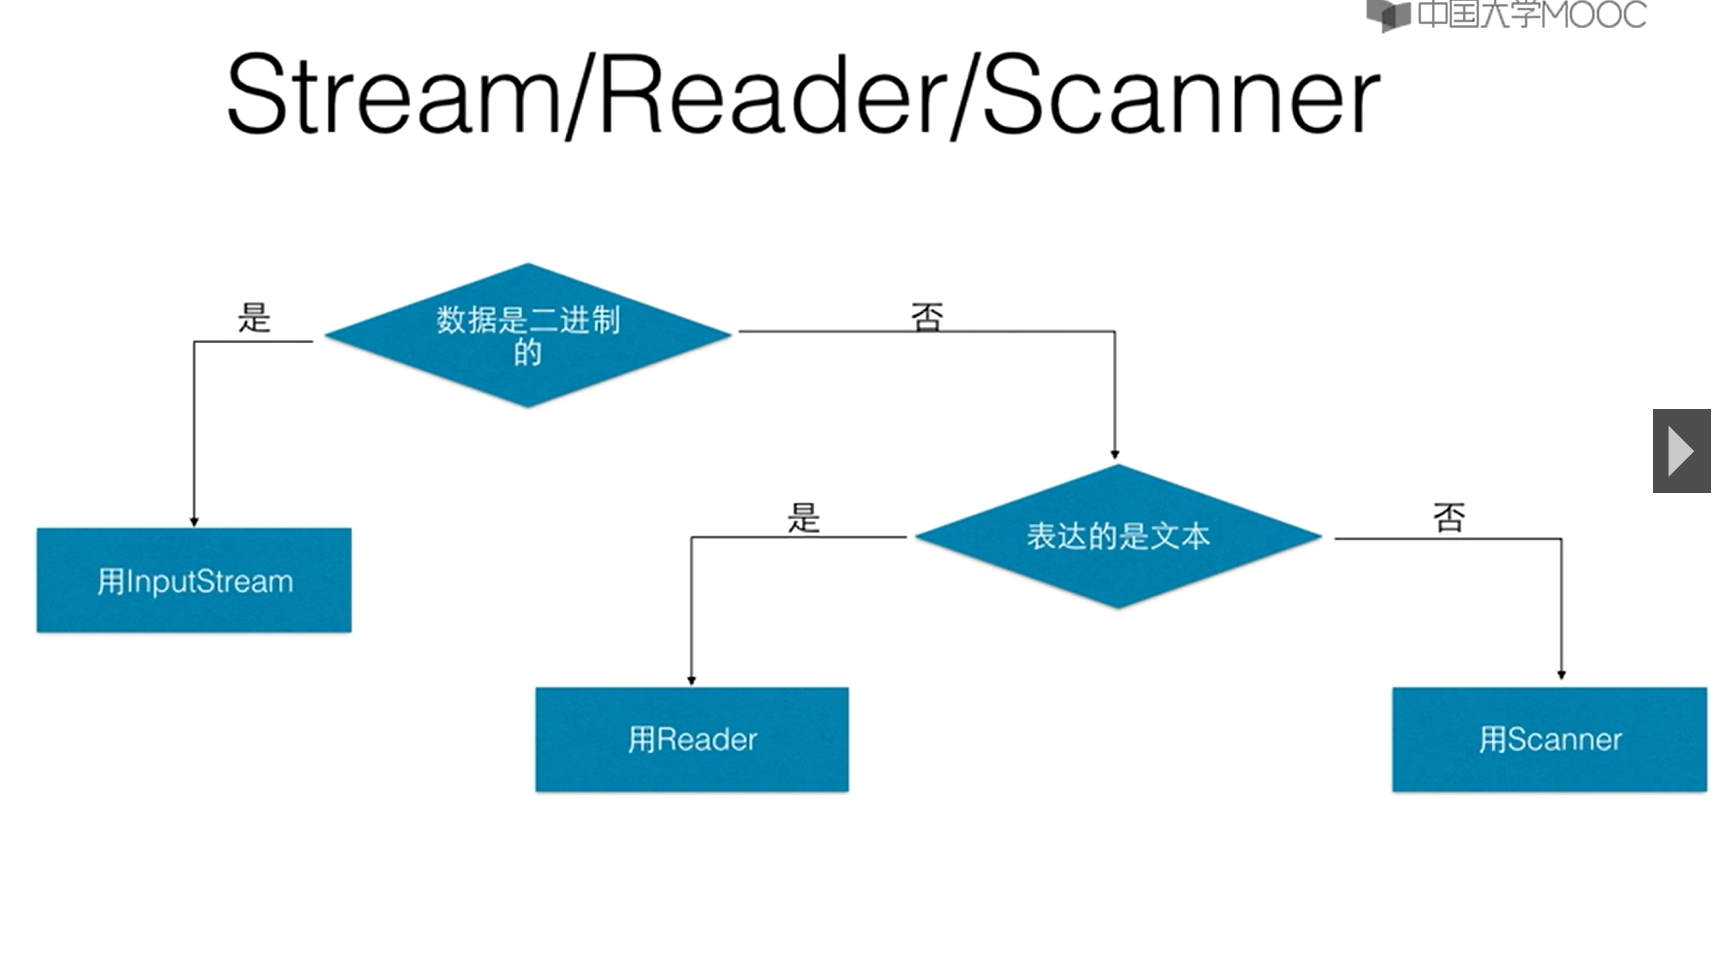 中国大学MOOC
Stream/Reader/Scanner
是
数据是二进制
的
否
是
表达的是文本
否
用InputStream
用Reader
用Scanner